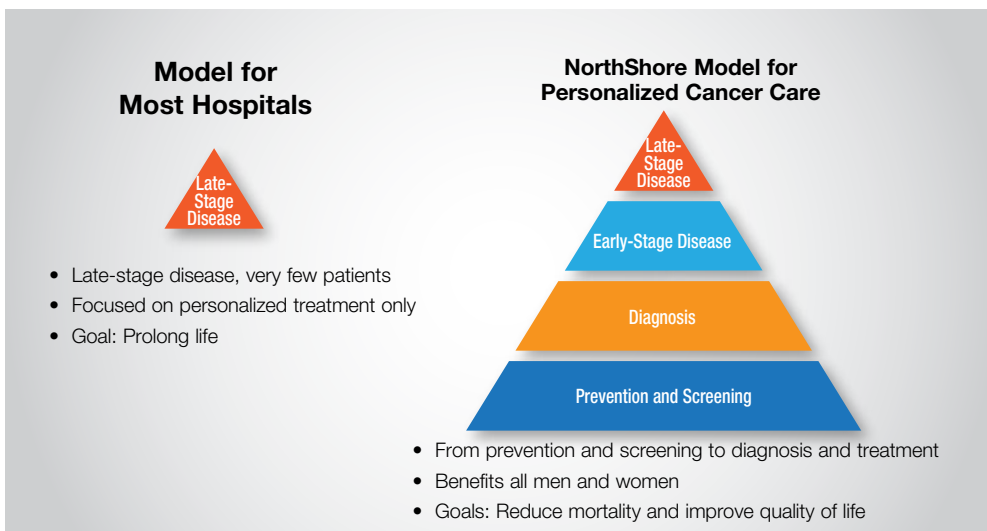 Model for
Most Hospitals
Late-
Stage
Disease
• Late-stage disease, very few patients
• Focused on personalized treatment only
• Goal: Prolong life
NorthShore Model for
Personalized Cancer Care
Late-
Stage
Disease
Early-Stage Disease
Diagnosis
Prevention and Screening
• From prevention and screening to diagnosis and treatment
• Benefits all men and women
• Goals: Reduce mortality and improve quality of life